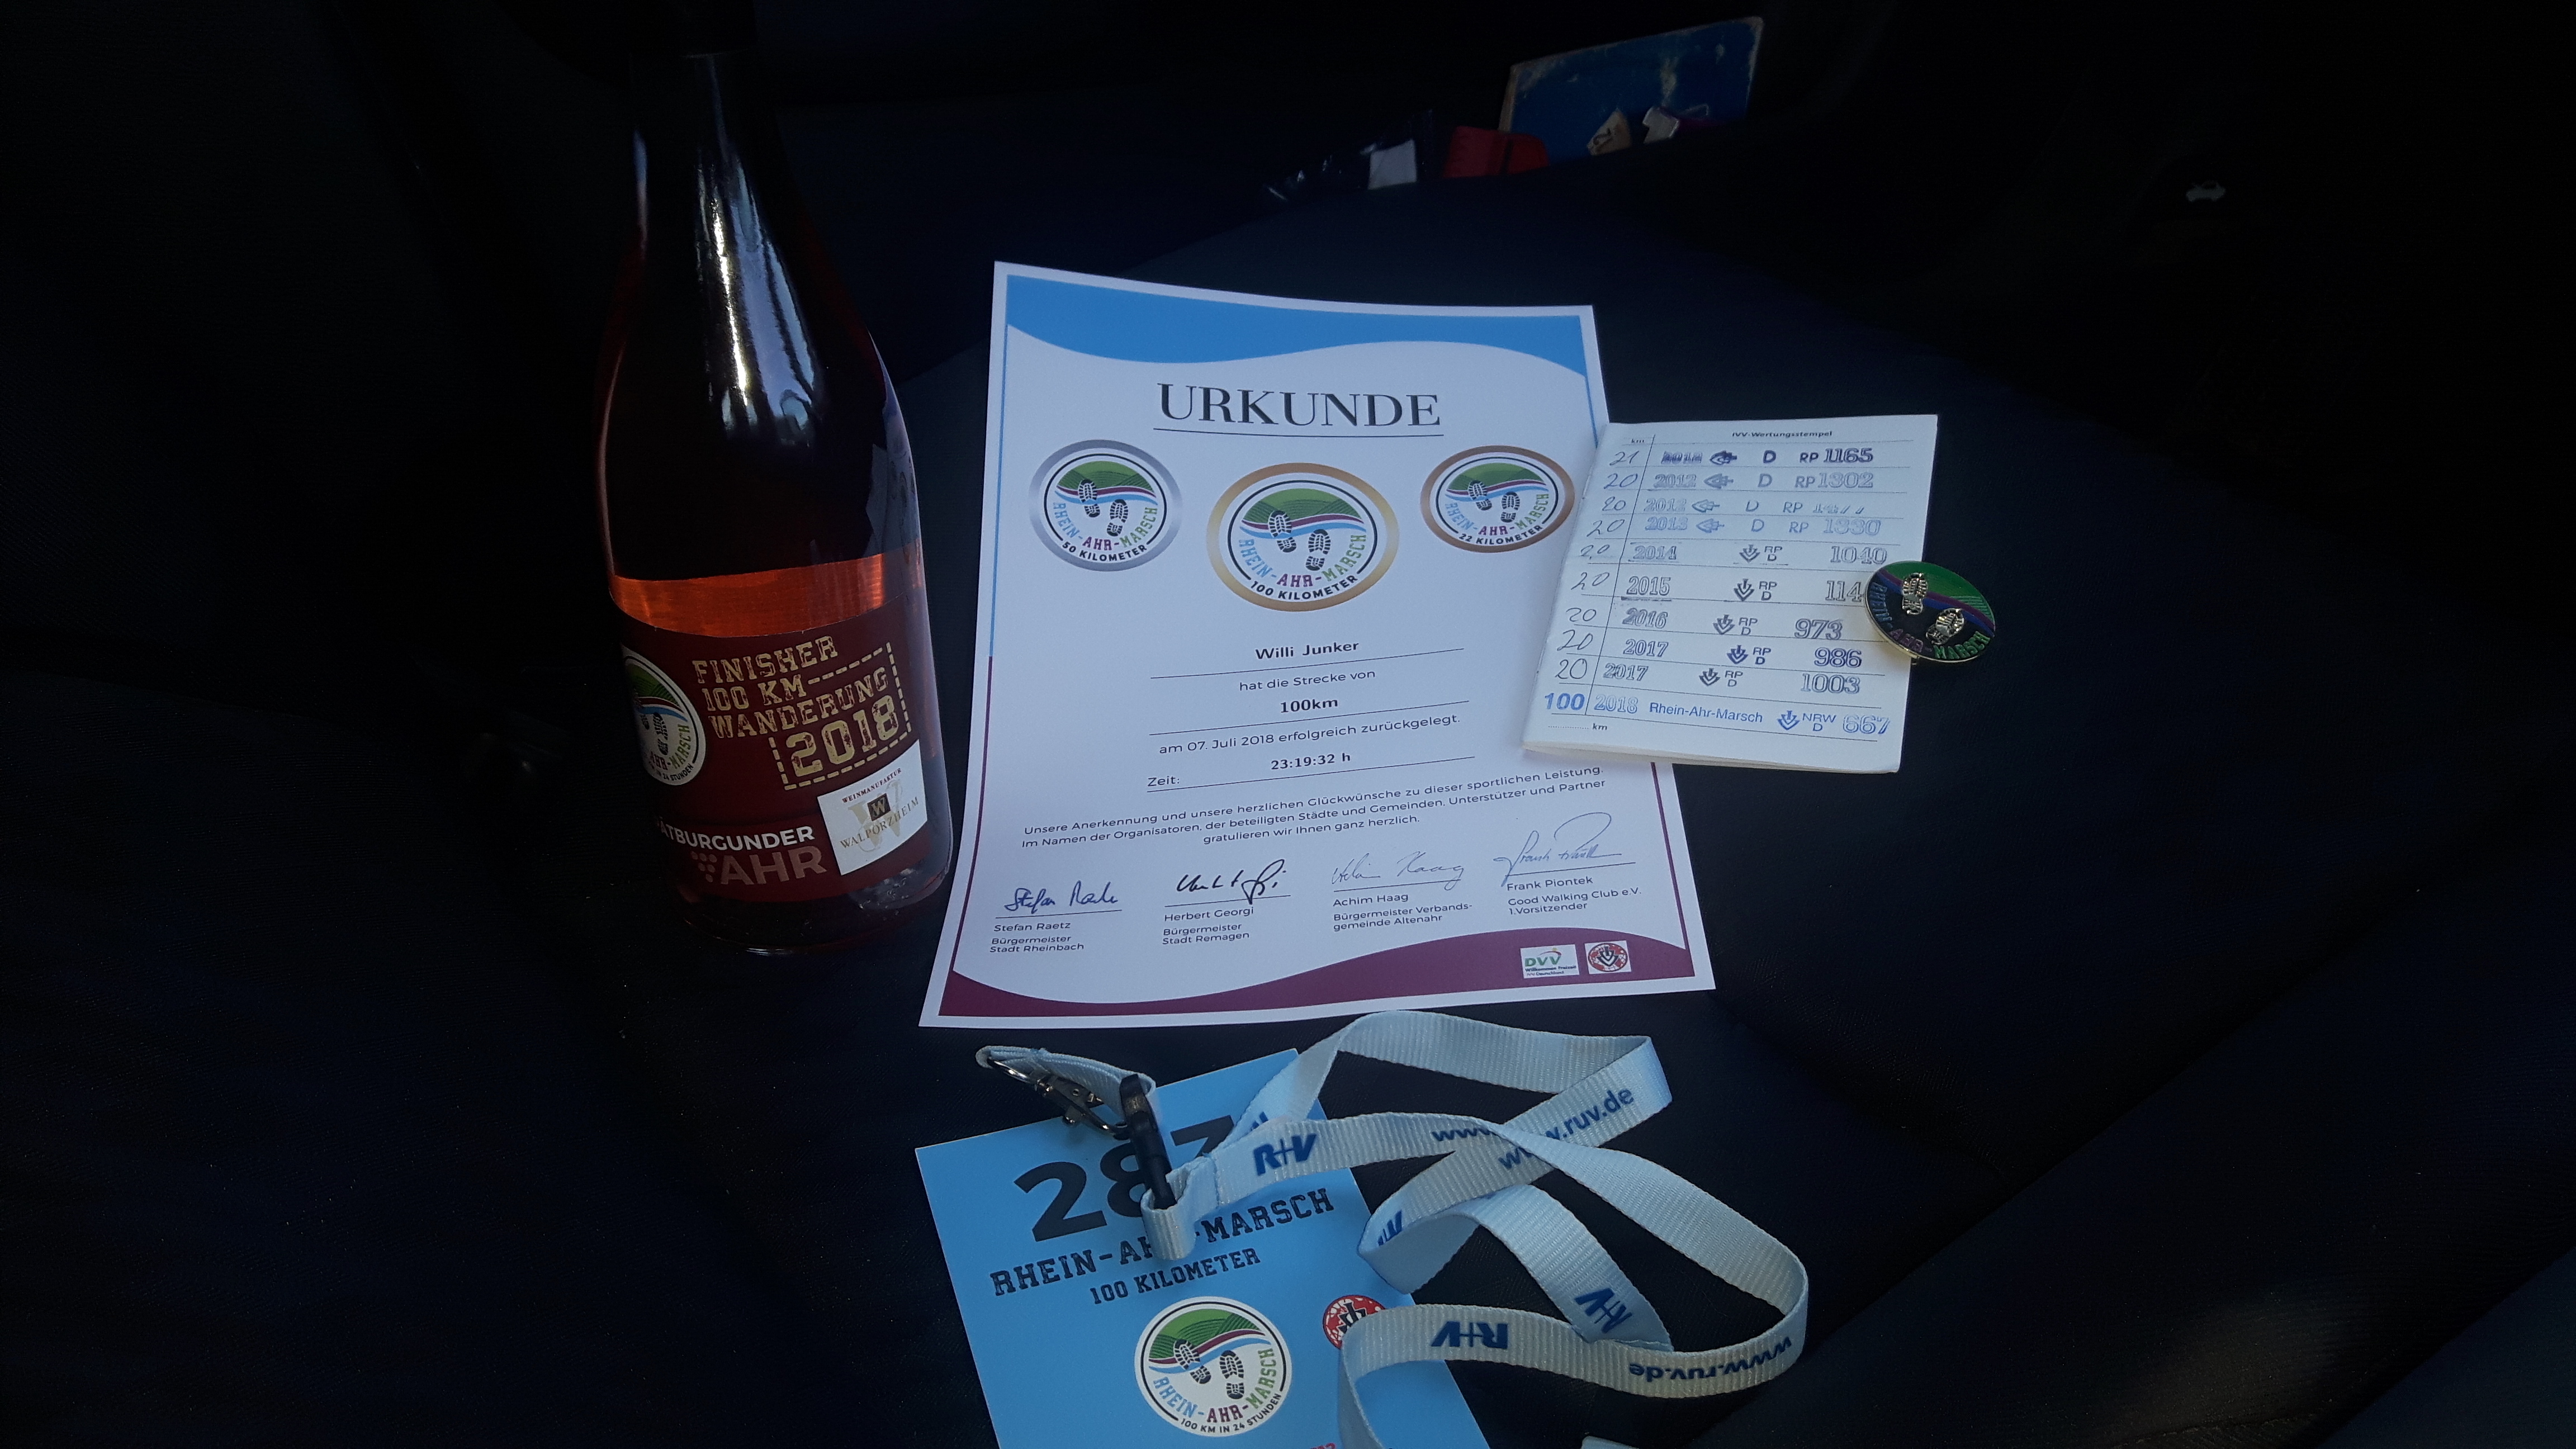 FINISHER
100 KM
WANDERUNG
2018
WEINMANUFAKTUR
W
WALPORZHEIM
ÄTBURGUNDER
AHR
URKUNDE
RHEIN-AHR-MARSCH
50 KILOMETER
RHEIN-AHR-MARSCH
100 KILOMETER
RHEIN-AHR-MARSCH
22 KILOMETER
Willi Junker
hat die Strecke von
100km
am 07. Juli 2018 erfolgreich zurückgelegt.
Zeit: 23:19:32 h
Unsere Anerkennung und unsere herzlichen Glückwünsche zu dieser sportlichen Leistung.
Im Namen der Organisatoren, der beteiligten Städte und Gemeinden, Unterstützer und Partner
gratulieren wir Ihnen ganz herzlich.
Stefan Raetz
Bürgermeister
Stadt Rheinbach
Herbert Georgi
Bürgermeister
Stadt Remagen
Achim Haag
Bürgermeister Verbands-
gemeinde Altenahr
Frank Piontek
Good Walking Club e.V.
1.Vorsitzender
DVV
km IVV-Wertungsstempel
21 D RP 1165
20 2012 D RP 1302
20 2012 D RP
20 2013 D RP 1330
20 2014 RP D 1040
20 2015 RP D 114
20 2016 RP D 973
20 2017 RP D 986
20 2017 RP D 1003
100 2018 Rhein-Ahr-Marsch NRW D 667
km
RHEIN-AHR-MARSCH
R+V
www.ruv.de
R+V
R+V
www.ruv.de
28
RHEIN-AH -MARSCH
100 KILOMETER
RHEIN-AHR-MARSCH
100 KM IN 24 STUNDEN